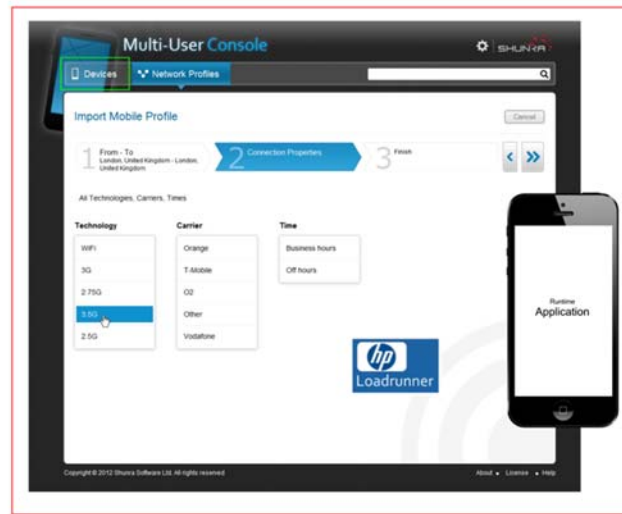 Multi-User Console
SHUNRA
Devices
Network Profiles
Import Mobile Profile
Cancel
1 From - To
London, United Kingdom - London,
United Kingdom
2 Connection Properties
3 Finish
All Technologies, Carriers, Times
Technology
WiFi
3G
2.75G
3.5G
2.5G
Carrier
Orange
T-Mobile
O2
Other
Vodafone
Time
Business hours
Off hours
hp
Loadrunner
Runtime
Application
Copyright © 2012 Shunra Software Ltd. All rights reserved
About • License • Help